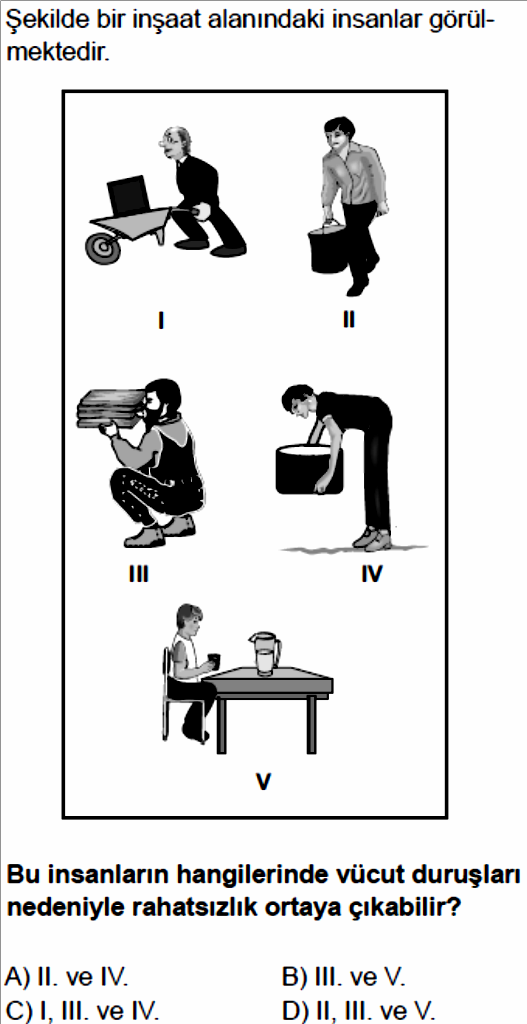 Şekilde bir inşaat alanındaki insanlar görül-
mektedir.
I
II
III
IV
V
Bu insanların hangilerinde vücut duruşları
nedeniyle rahatsızlık ortaya çıkabilir?
A) II. ve IV.
B) III. ve V.
C) I, III. ve IV.
D) II, III. ve V.